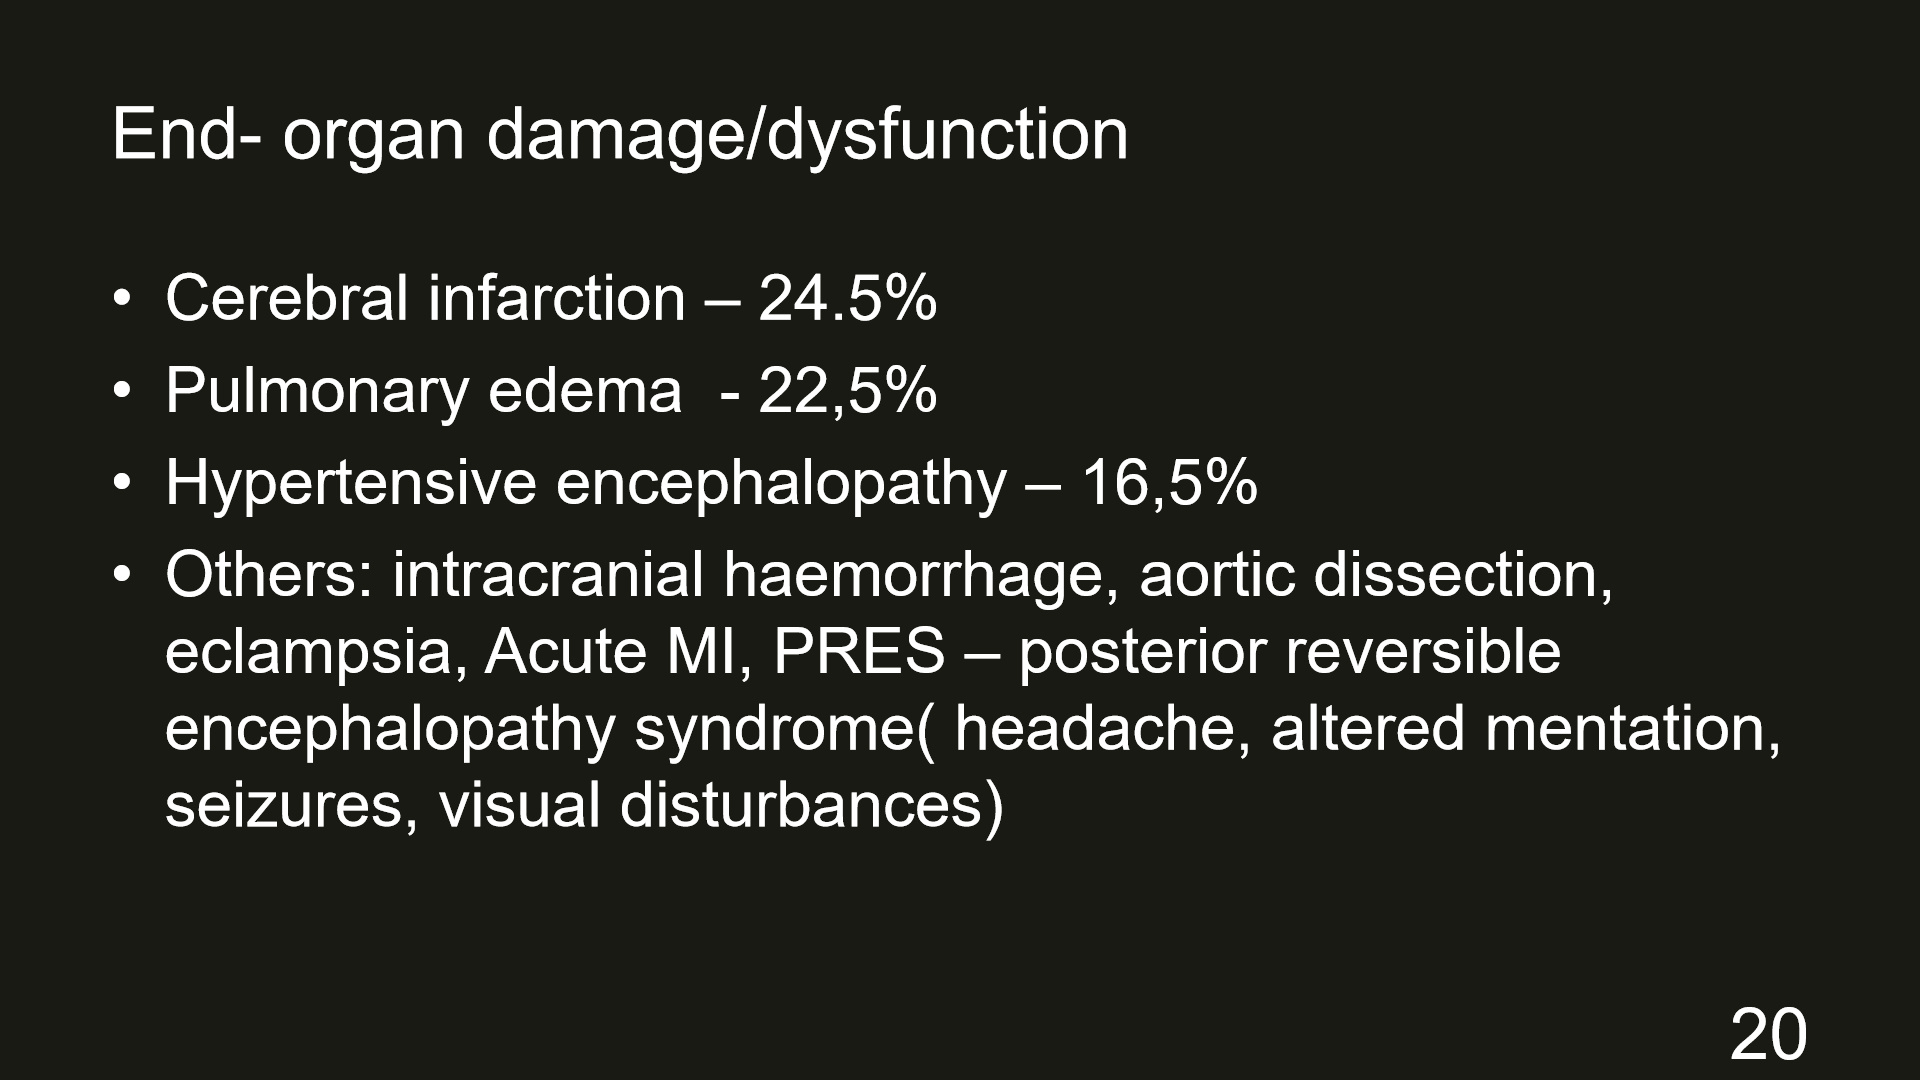 End- organ damage/dysfunction
• Cerebral infarction – 24.5%
• Pulmonary edema  - 22,5%
• Hypertensive encephalopathy – 16,5%
• Others: intracranial haemorrhage, aortic dissection,
eclampsia, Acute MI, PRES – posterior reversible
encephalopathy syndrome( headache, altered mentation,
seizures, visual disturbances)
20